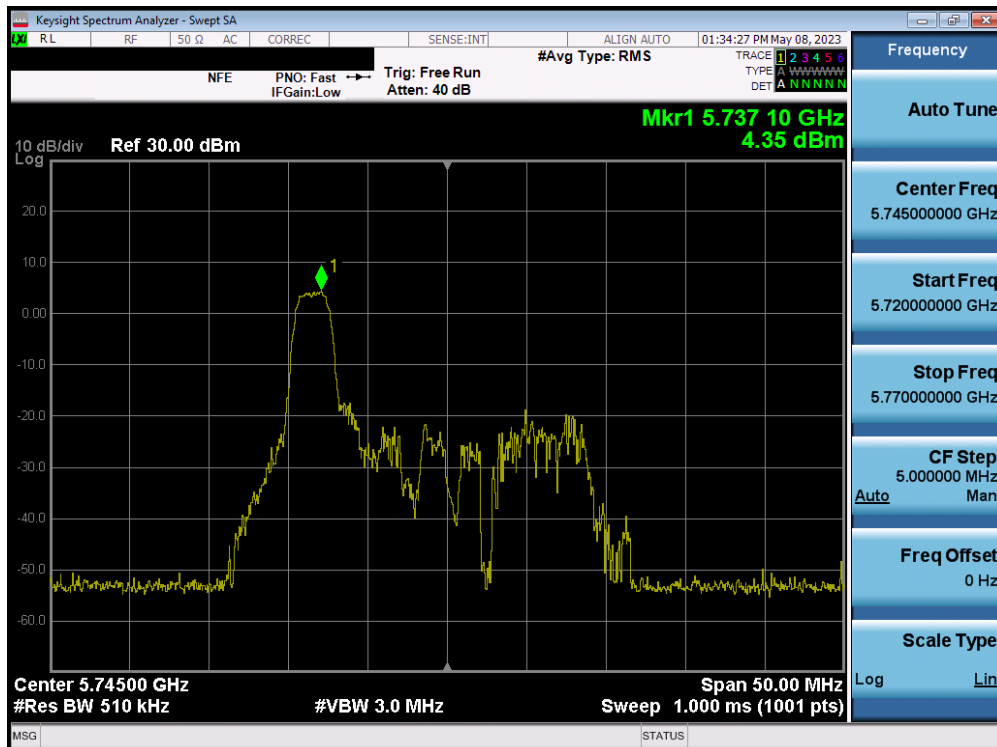 Keysight Spectrum Analyzer - Swept SA
LXI RL RF 50 Ω AC CORREC SENSE:INT ALIGN AUTO 01:34:27 PM May 08, 2023
NFE PNO: Fast Trig: Free Run #Avg Type: RMS TRACE 1 2 3 4 5 6
IFGain:Low Atten: 40 dB TYPE A WWWWW
DET A N N N N N
Mkr1 5.737 10 GHz
4.35 dBm
10 dB/div Ref 30.00 dBm
Log
20.0
10.0
1
0.00
-10.0
-20.0
-30.0
-40.0
-50.0
-60.0
Center 5.74500 GHz Span 50.00 MHz
#Res BW 510 kHz #VBW 3.0 MHz Sweep 1.000 ms (1001 pts)
MSG STATUS
Frequency
Auto Tune
Center Freq
5.745000000 GHz
Start Freq
5.720000000 GHz
Stop Freq
5.770000000 GHz
CF Step
5.000000 MHz
Auto Man
Freq Offset
0 Hz
Scale Type
Log Lin